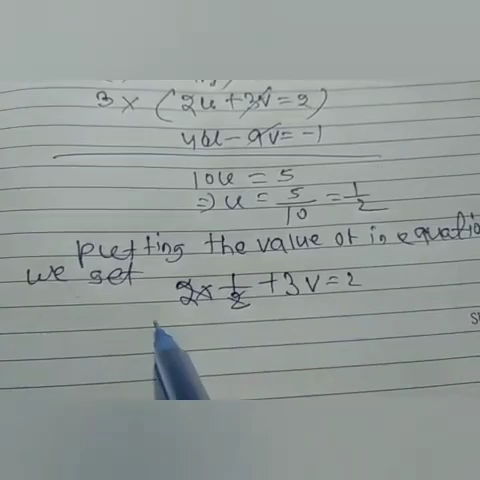 3 × (2u + 3v = 2)
4u - 9v = -1
10u = 5
⇒ u = 5/10 = 1/2
putting the value of in equatio
we get
2 × 1/2 + 3v = 2